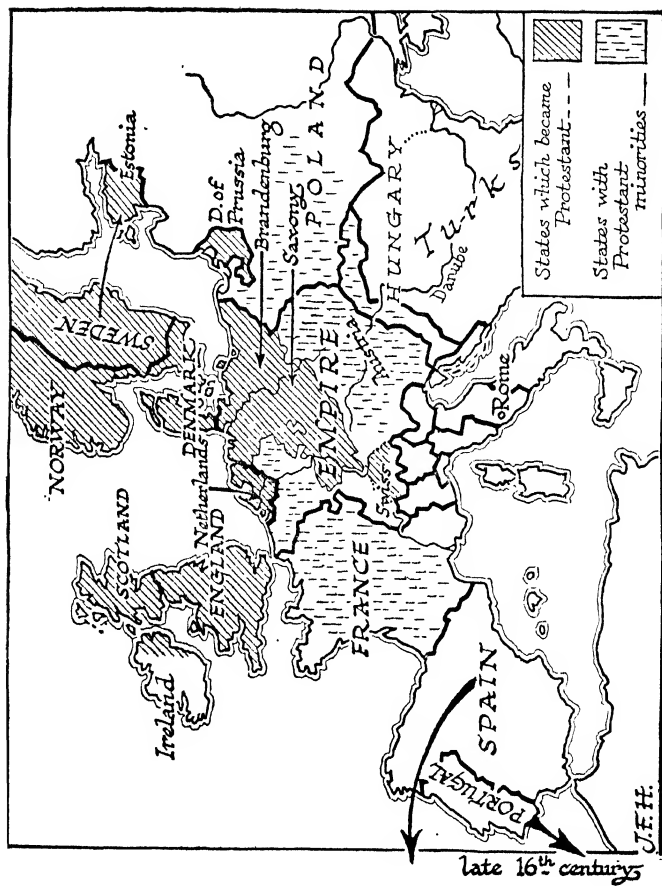 NORWAY
SWEDEN
Estonia
SCOTLAND
DENMARK
D. of
Prussia
Brandenburg
Saxony
Ireland
ENGLAND
Netherlands
POLAND
EMPIRE
Austria
HUNGARY
Turks
Danube
FRANCE
Swiss
Rome
SPAIN
PORTUGAL
States which became
Protestant ---
States with
Protestant
minorities —
J.F.H.
late 16th century